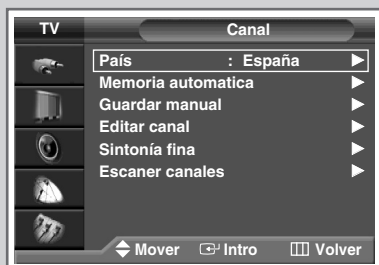 TV
Canal
País : España
Memoria automatica
Guardar manual
Editar canal
Sintonía fina
Escaner canales
Mover Intro Volver